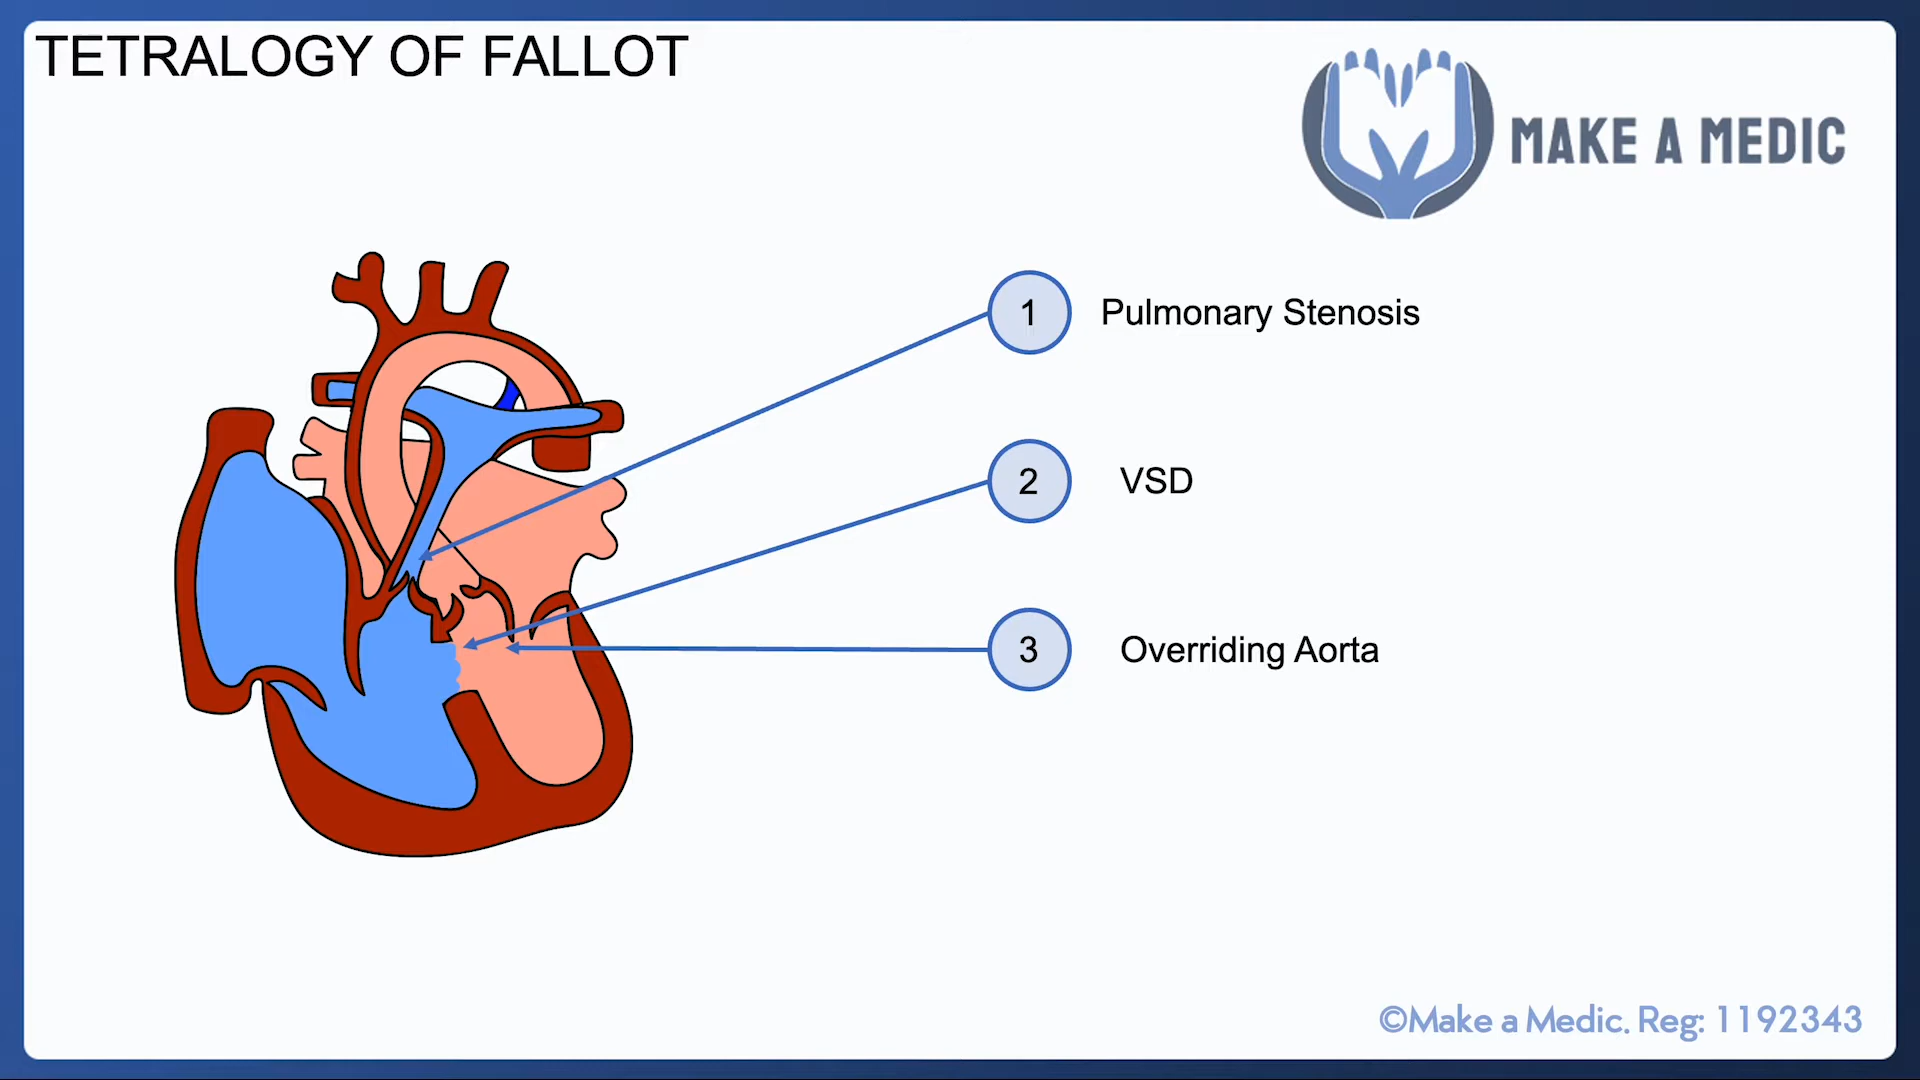 TETRALOGY OF FALLOT
MAKE A MEDIC
1 Pulmonary Stenosis
2 VSD
3 Overriding Aorta
©Make a Medic. Reg: 1192343